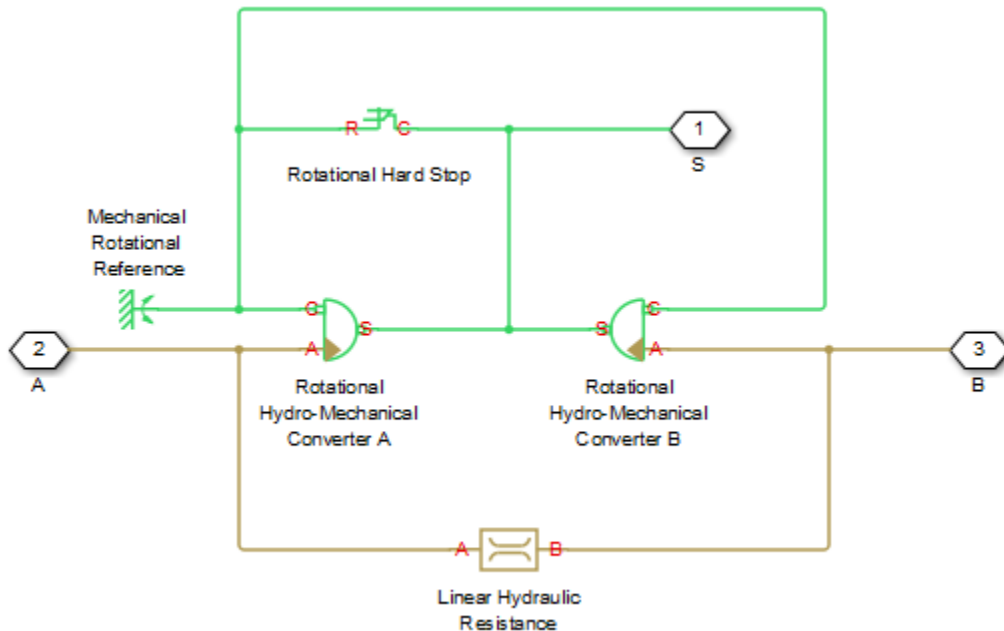 R
C
1
S
Rotational Hard Stop
Mechanical
Rotational
Reference
C
S
S
C
2
A
A
A
3
B
Rotational
Hydro-Mechanical
Converter A
Rotational
Hydro-Mechanical
Converter B
A
B
Linear Hydraulic
Resistance